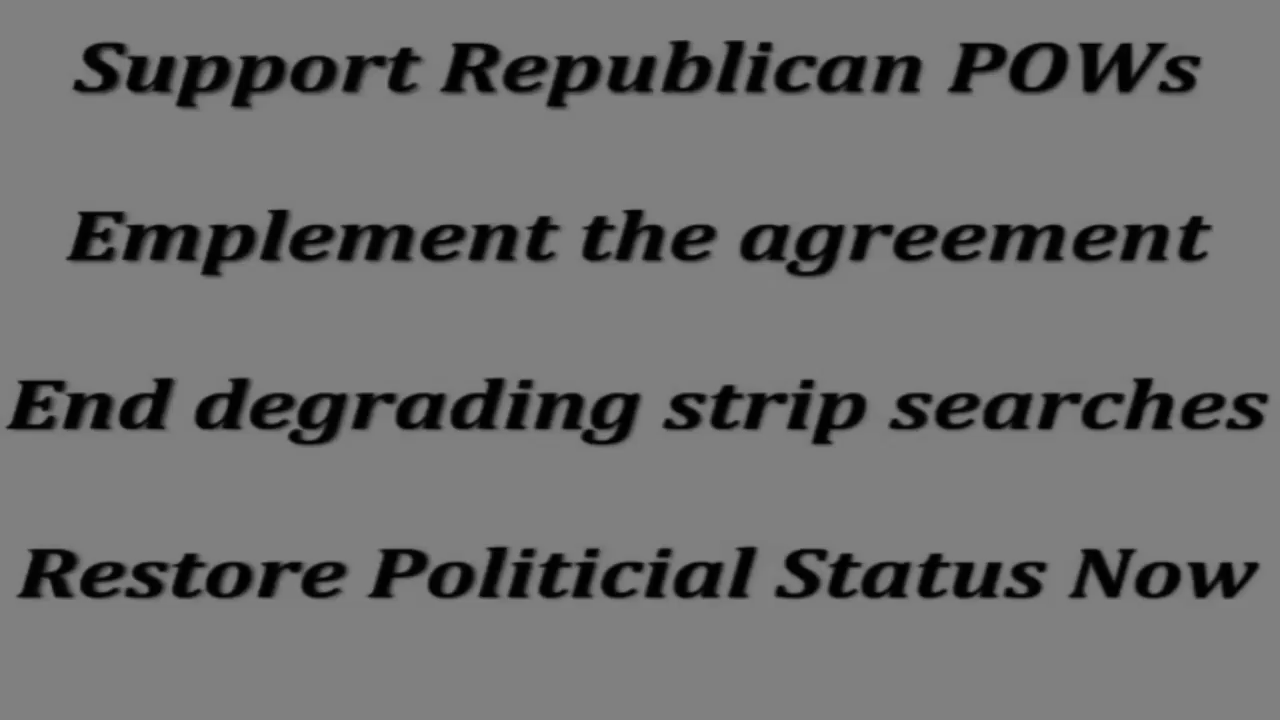 Support Republican POWs
Emplement the agreement
End degrading strip searches
Restore Politicial Status Now